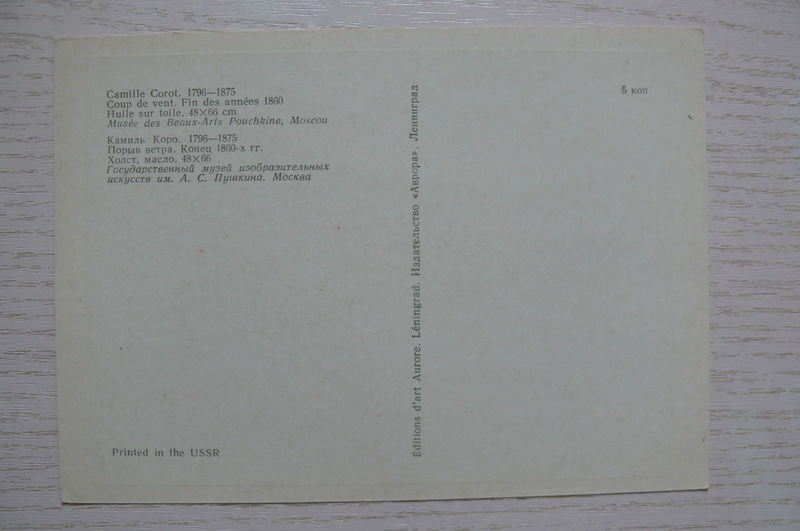 Camille Corot. 1796—1875
Coup de vent. Fin des années 1860
Huile sur toile. 48×66 cm
Musée des Beaux-Arts Pouchkine, Moscou
Камиль Коро. 1796—1875
Порыв ветра. Конец 1860-х гг.
Холст, масло. 48×66
Государственный музей изобразительных
искусств им. А. С. Пушкина. Москва
Printed in the USSR
Éditions d'art Aurore. Léningrad. Издательство «Аврора». Ленинград
5 коп.